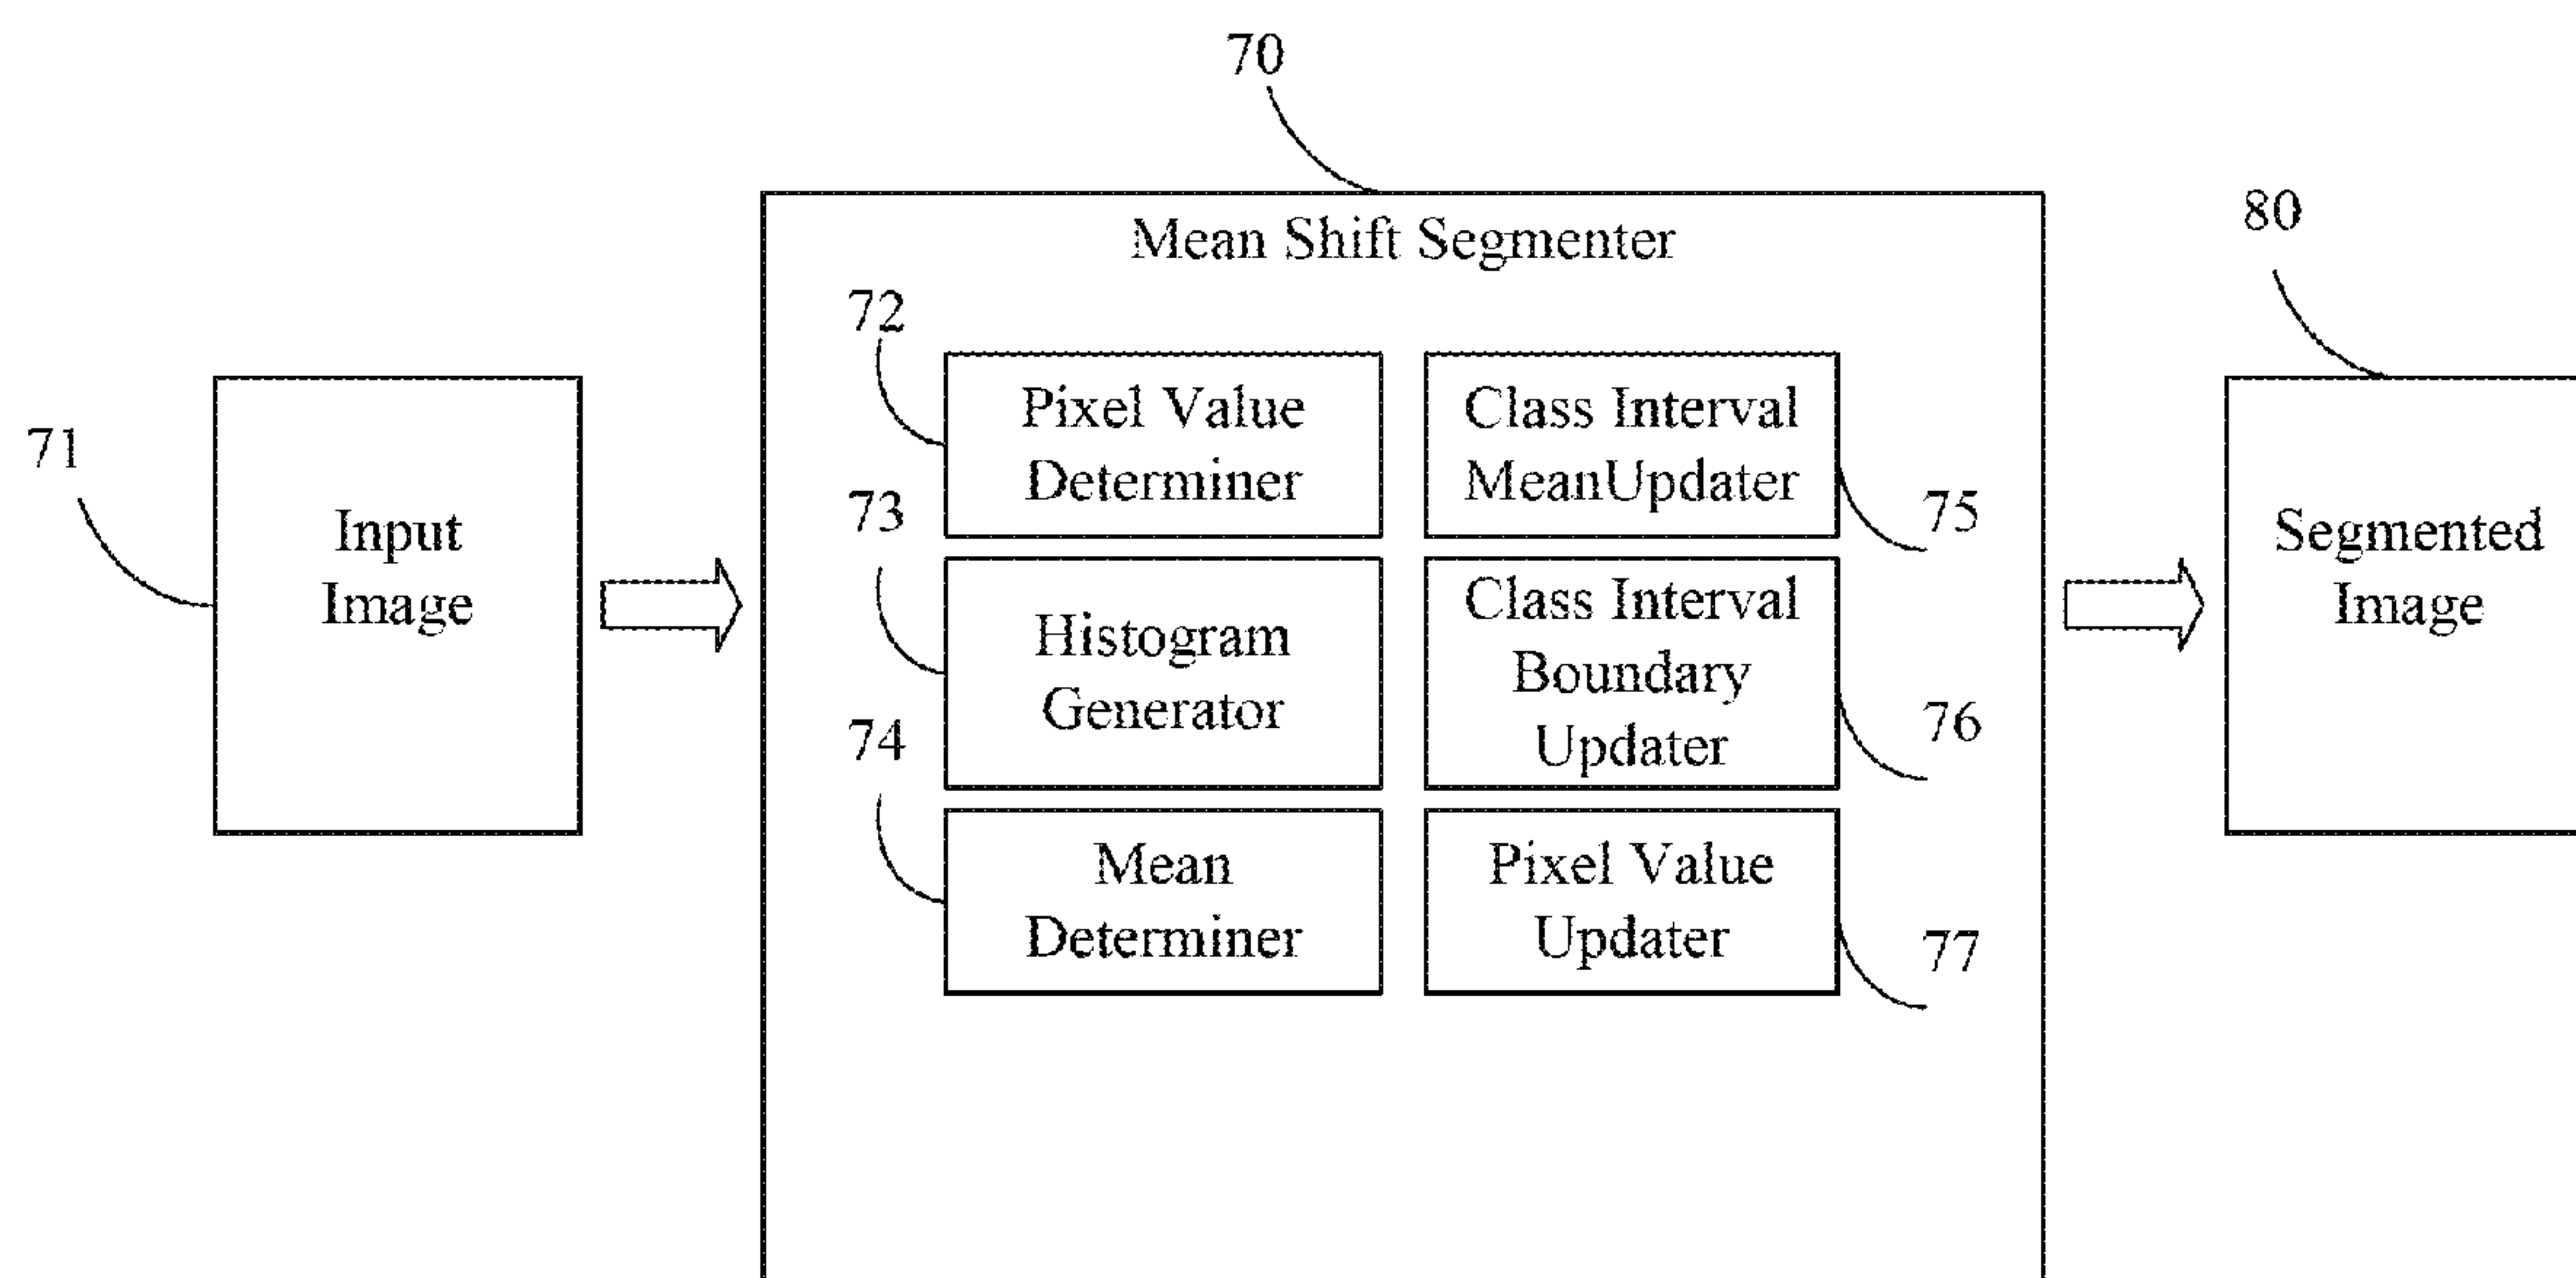 70
80
Mean Shift Segmenter
72
Pixel Value
Determiner
Class Interval
MeanUpdater
71
Input
Image
73
75
Histogram
Generator
Class Interval
Boundary
Updater
Segmented
Image
74
76
Mean
Determiner
Pixel Value
Updater
77